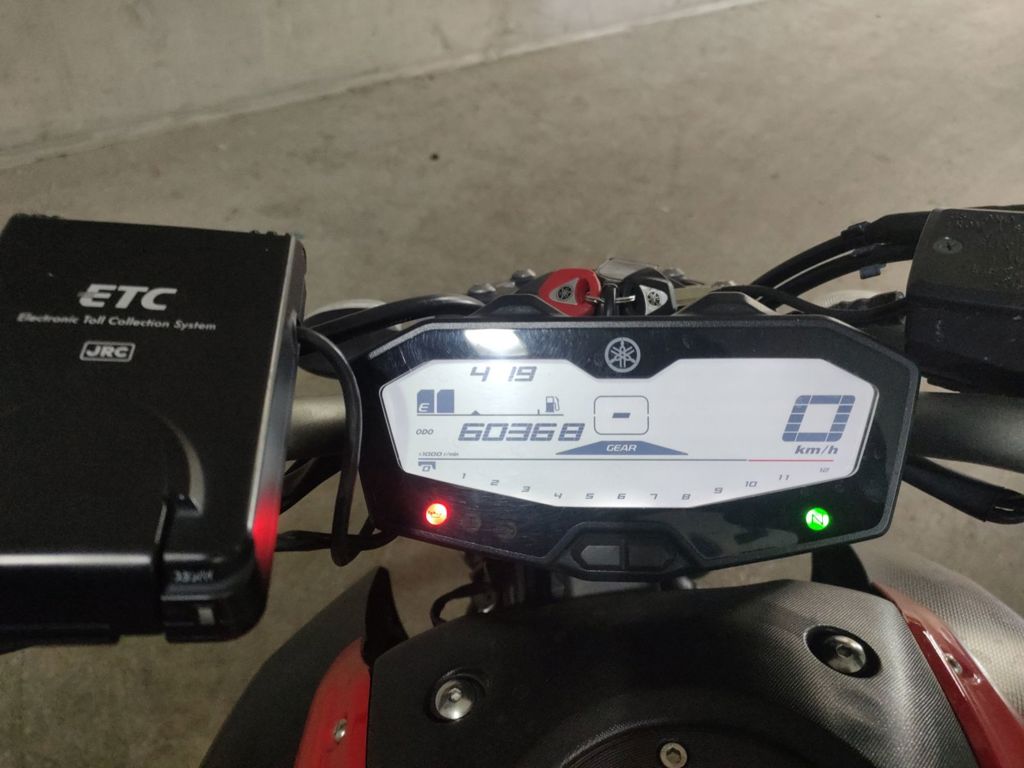 ETC
Electronic Toll Collection System
JRC
4 19
E
-
ODO
60368
GEAR
0
km/h
x1000 r/min
0 1 2 3 4 5 6 7 8 9 10 11 12
N